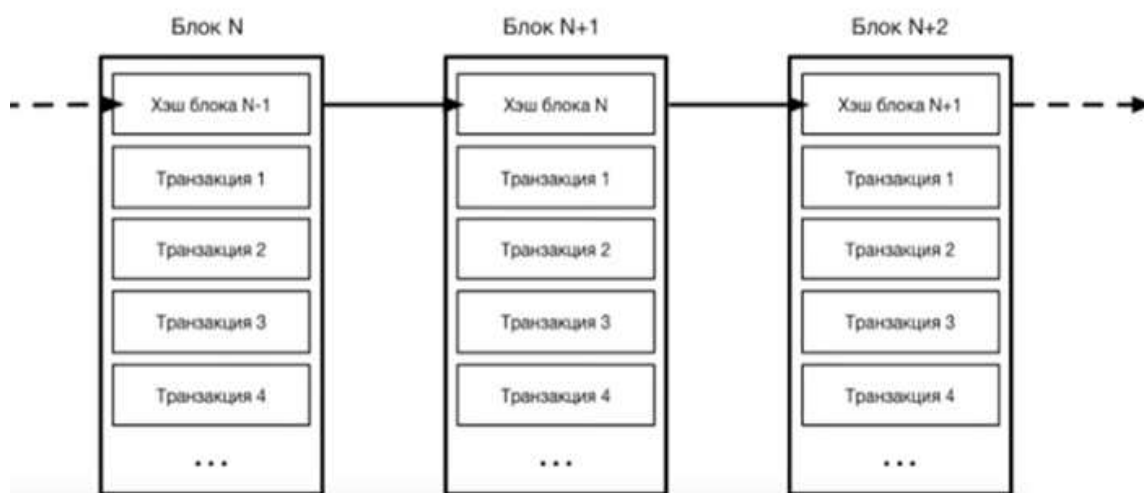 Блок N
Хэш блока N-1
Транзакция 1
Транзакция 2
Транзакция 3
Транзакция 4
...
Блок N+1
Хэш блока N
Транзакция 1
Транзакция 2
Транзакция 3
Транзакция 4
...
Блок N+2
Хэш блока N+1
Транзакция 1
Транзакция 2
Транзакция 3
Транзакция 4
...